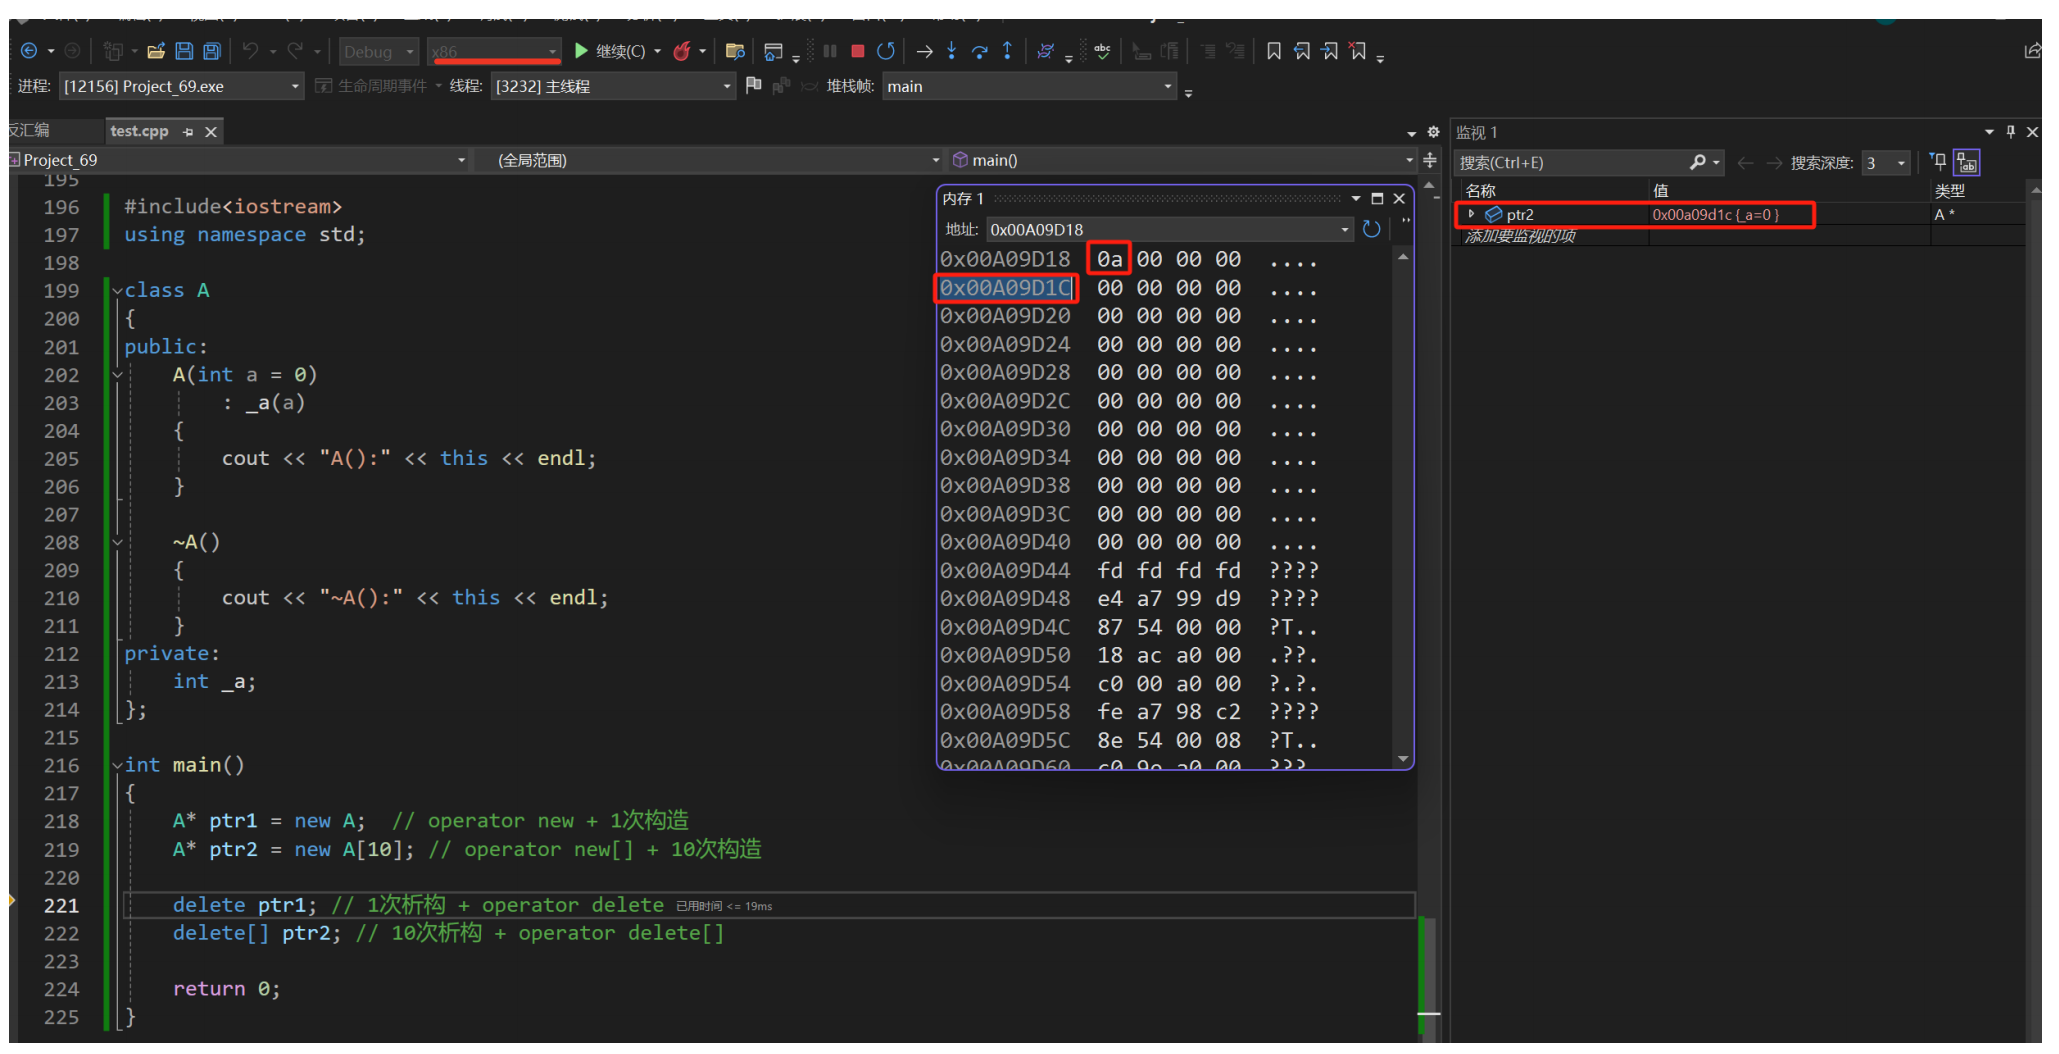 Debug
x86
继续(C)
进程:
[12156] Project_69.exe
生命周期事件
线程:
[3232] 主线程
堆栈帧:
main
反汇编
test.cpp
Project_69
(全局范围)
main()
195
196 #include<iostream>
197 using namespace std;
198
199 class A
200 {
201 public:
202 A(int a = 0)
203 : _a(a)
204 {
205 cout << "A():" << this << endl;
206 }
207
208 ~A()
209 {
210 cout << "~A():" << this << endl;
211 }
212 private:
213 int _a;
214 };
215
216 int main()
217 {
218 A* ptr1 = new A; // operator new + 1次构造
219 A* ptr2 = new A[10]; // operator new[] + 10次构造
220
221 delete ptr1; // 1次析构 + operator delete 已用时间 <= 19ms
222 delete[] ptr2; // 10次析构 + operator delete[]
223
224 return 0;
225 }
内存 1
地址: 0x00A09D18
0x00A09D18 0a 00 00 00 ....
0x00A09D1C 00 00 00 00 ....
0x00A09D20 00 00 00 00 ....
0x00A09D24 00 00 00 00 ....
0x00A09D28 00 00 00 00 ....
0x00A09D2C 00 00 00 00 ....
0x00A09D30 00 00 00 00 ....
0x00A09D34 00 00 00 00 ....
0x00A09D38 00 00 00 00 ....
0x00A09D3C 00 00 00 00 ....
0x00A09D40 00 00 00 00 ....
0x00A09D44 fd fd fd fd ????
0x00A09D48 e4 a7 99 d9 ????
0x00A09D4C 87 54 00 00 ?T..
0x00A09D50 18 ac a0 00 .??.
0x00A09D54 c0 00 a0 00 ?.?.
0x00A09D58 fe a7 98 c2 ????
0x00A09D5C 8e 54 00 08 ?T..
0x00A09D60 c0 9e a0 00 ???
监视 1
搜索(Ctrl+E)
搜索深度: 3
名称 值 类型
ptr2 0x00a09d1c {_a=0 } A *
添加要监视的项